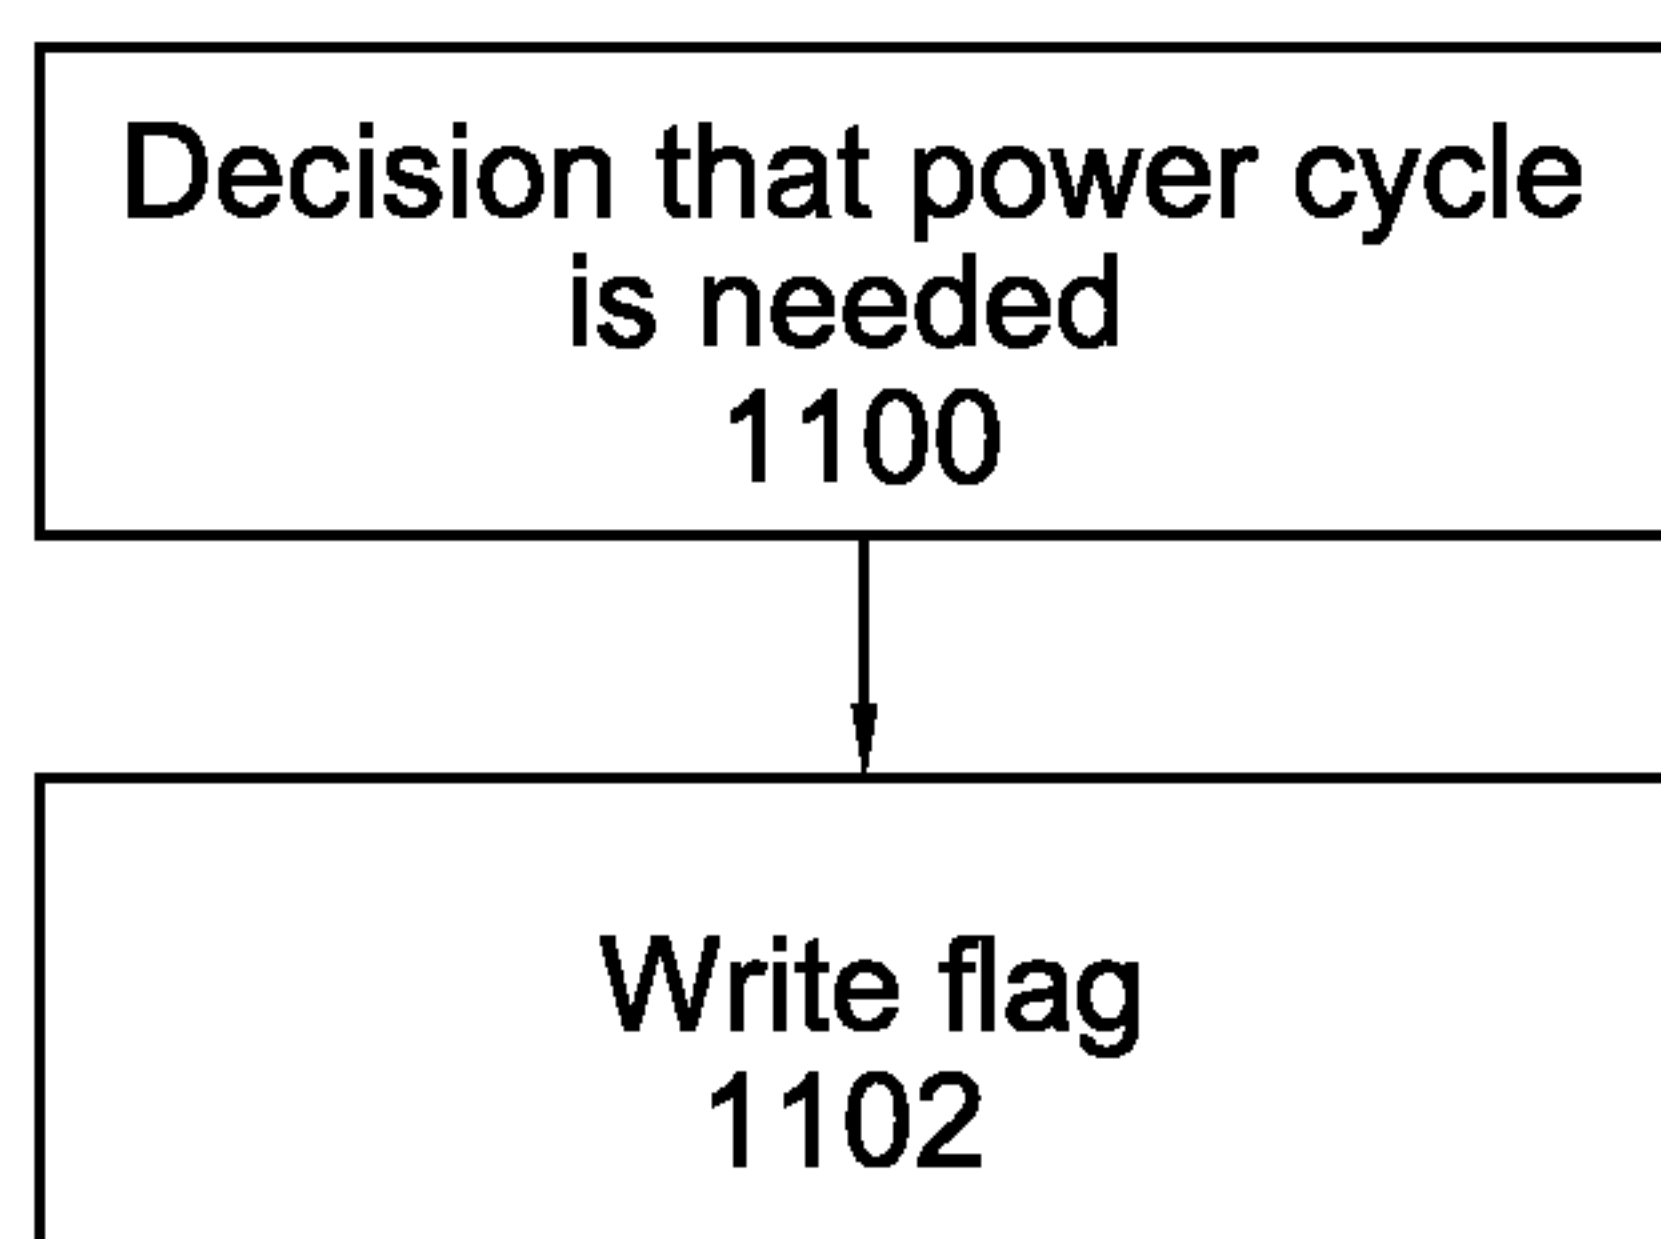 Decision that power cycle
is needed
1100
Write flag
1102